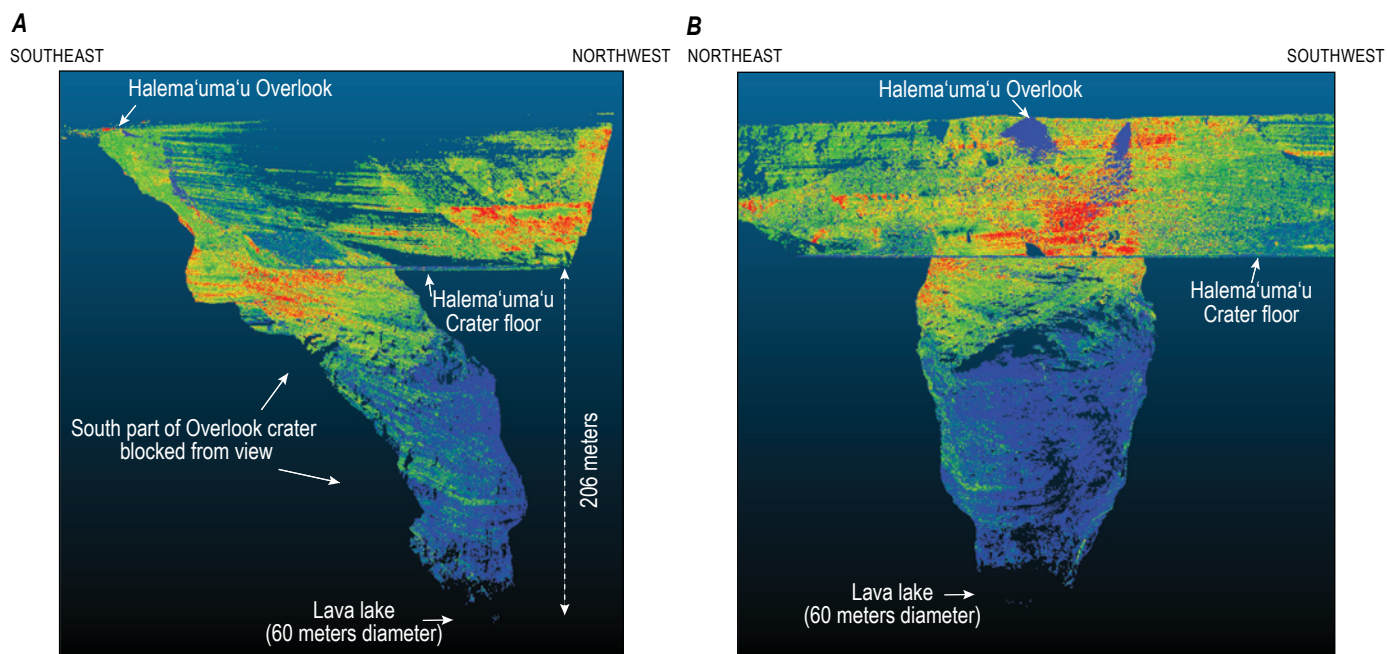 A
SOUTHEAST
NORTHWEST
Halemaʻumaʻu Overlook
Halemaʻumaʻu
Crater floor
South part of Overlook crater
blocked from view
206 meters
Lava lake
(60 meters diameter)
B
NORTHEAST
SOUTHWEST
Halemaʻumaʻu Overlook
Halemaʻumaʻu
Crater floor
Lava lake
(60 meters diameter)